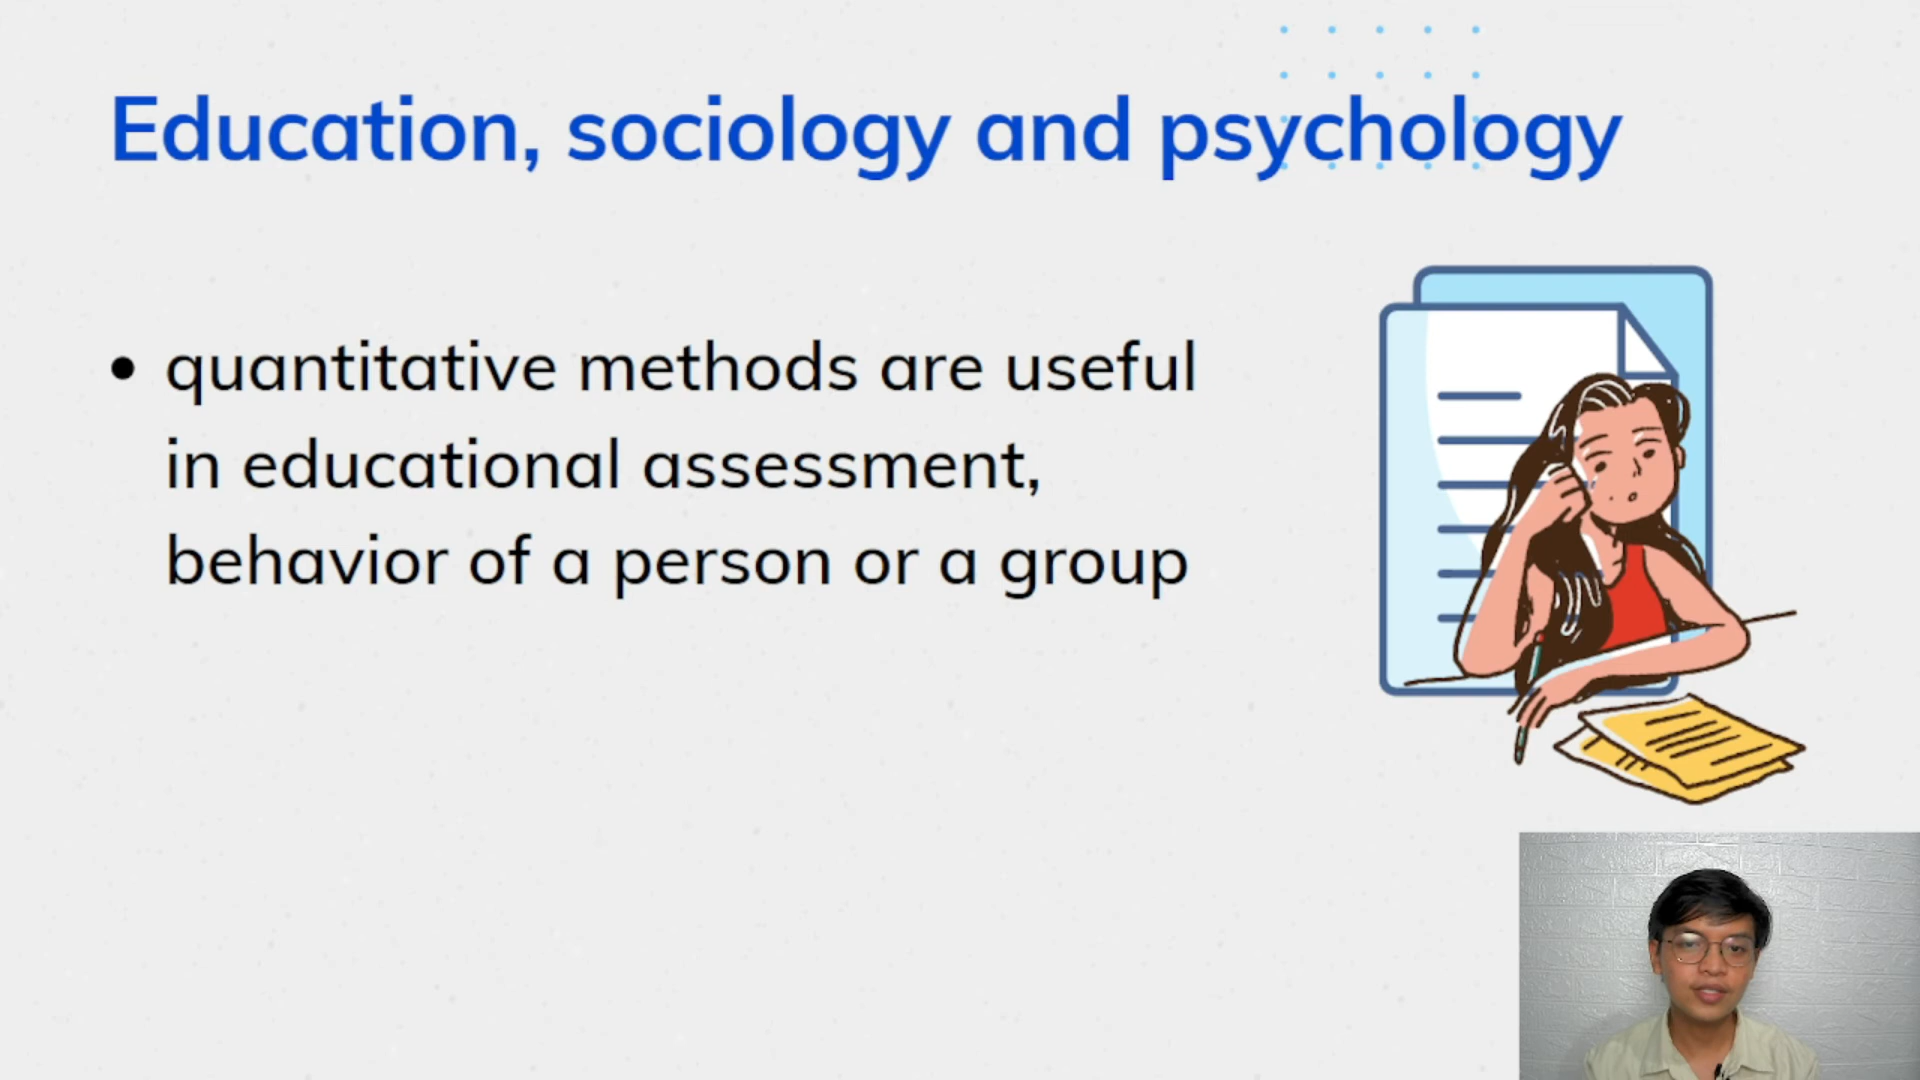 Education, sociology and psychology
• quantitative methods are useful
in educational assessment,
behavior of a person or a group